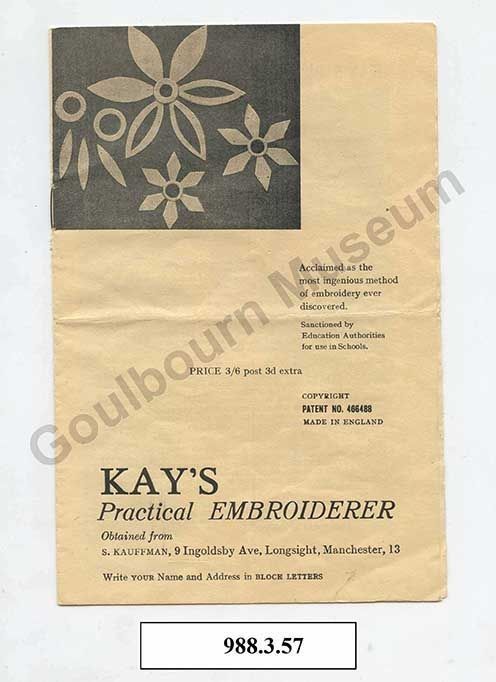 Acclaimed as the
most ingenious method
of embroidery ever
discovered.
Sanctioned by
Education Authorities
for use in Schools.
PRICE 3/6 post 3d extra
COPYRIGHT
PATENT NO. 466488
MADE IN ENGLAND
Goulbourn Museum
KAY'S
Practical EMBROIDERER
Obtained from
S. KAUFFMAN, 9 Ingoldsby Ave, Longsight, Manchester, 13
Write YOUR Name and Address in BLOCK LETTERS
988.3.57